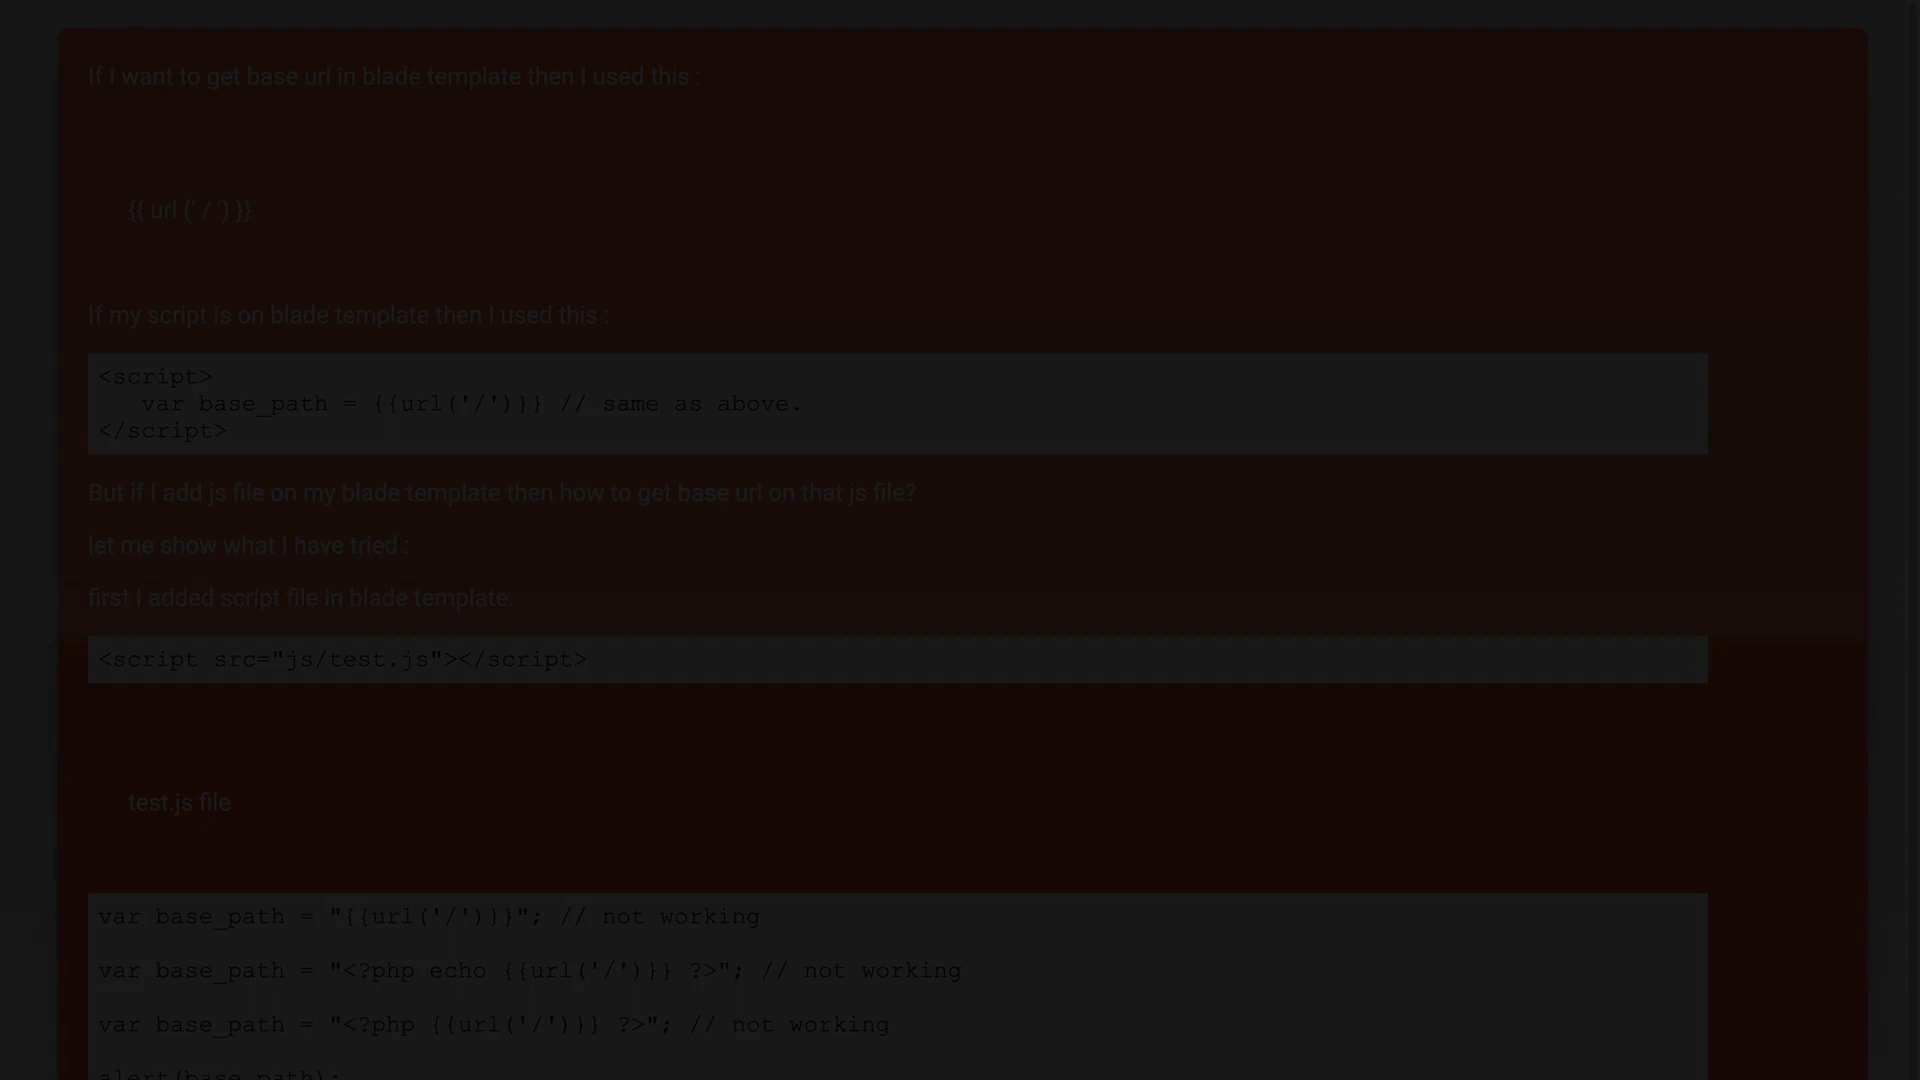 If I want to get base url in blade template then I used this :
{{ url (' / ') }}
If my script is on blade template then I used this :
<script>
   var base_path = {{url('/')}} // same as above.
</script>
But if I add js file on my blade template then how to get base url on that js file?
let me show what I have tried :
first I added script file in blade template.
<script src="js/test.js"></script>
test.js file
var base_path = "{{url('/')}}"; // not working
var base_path = "<?php echo {{url('/')}} ?>"; // not working
var base_path = "<?php {{url('/')}} ?>"; // not working
alert(base_path);